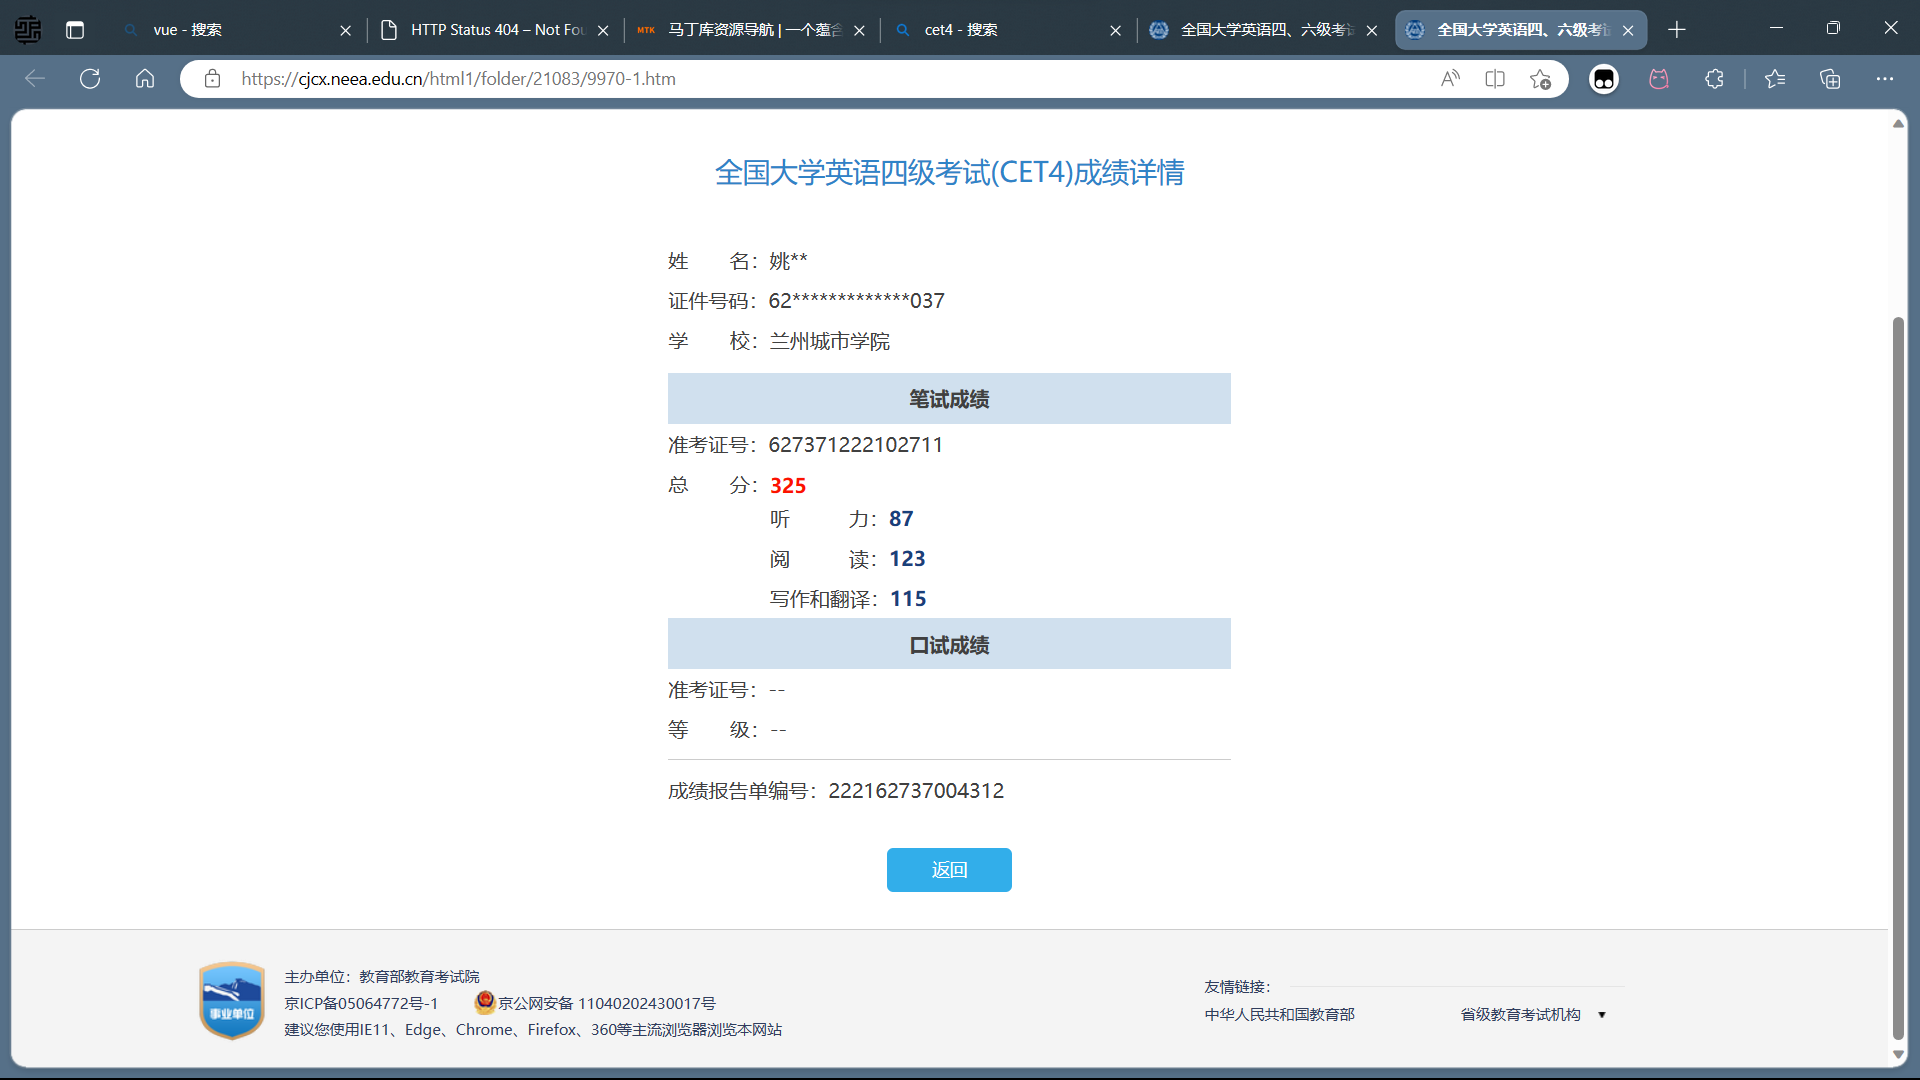 vue - 搜索
HTTP Status 404 – Not Fou
MTK 马丁库资源导航 | 一个蕴含
cet4 - 搜索
全国大学英语四、六级考试
全国大学英语四、六级考试
https://cjcx.neea.edu.cn/html1/folder/21083/9970-1.htm
全国大学英语四级考试(CET4)成绩详情
姓 名：姚**
证件号码：62*************037
学 校：兰州城市学院
笔试成绩
准考证号：627371222102711
总 分：325
听 力：87
阅 读：123
写作和翻译：115
口试成绩
准考证号：--
等 级：--
成绩报告单编号：222162737004312
返回
事业单位
主办单位：教育部教育考试院
京ICP备05064772号-1 京公网安备 11040202430017号
建议您使用IE11、Edge、Chrome、Firefox、360等主流浏览器浏览本网站
友情链接：
中华人民共和国教育部 省级教育考试机构